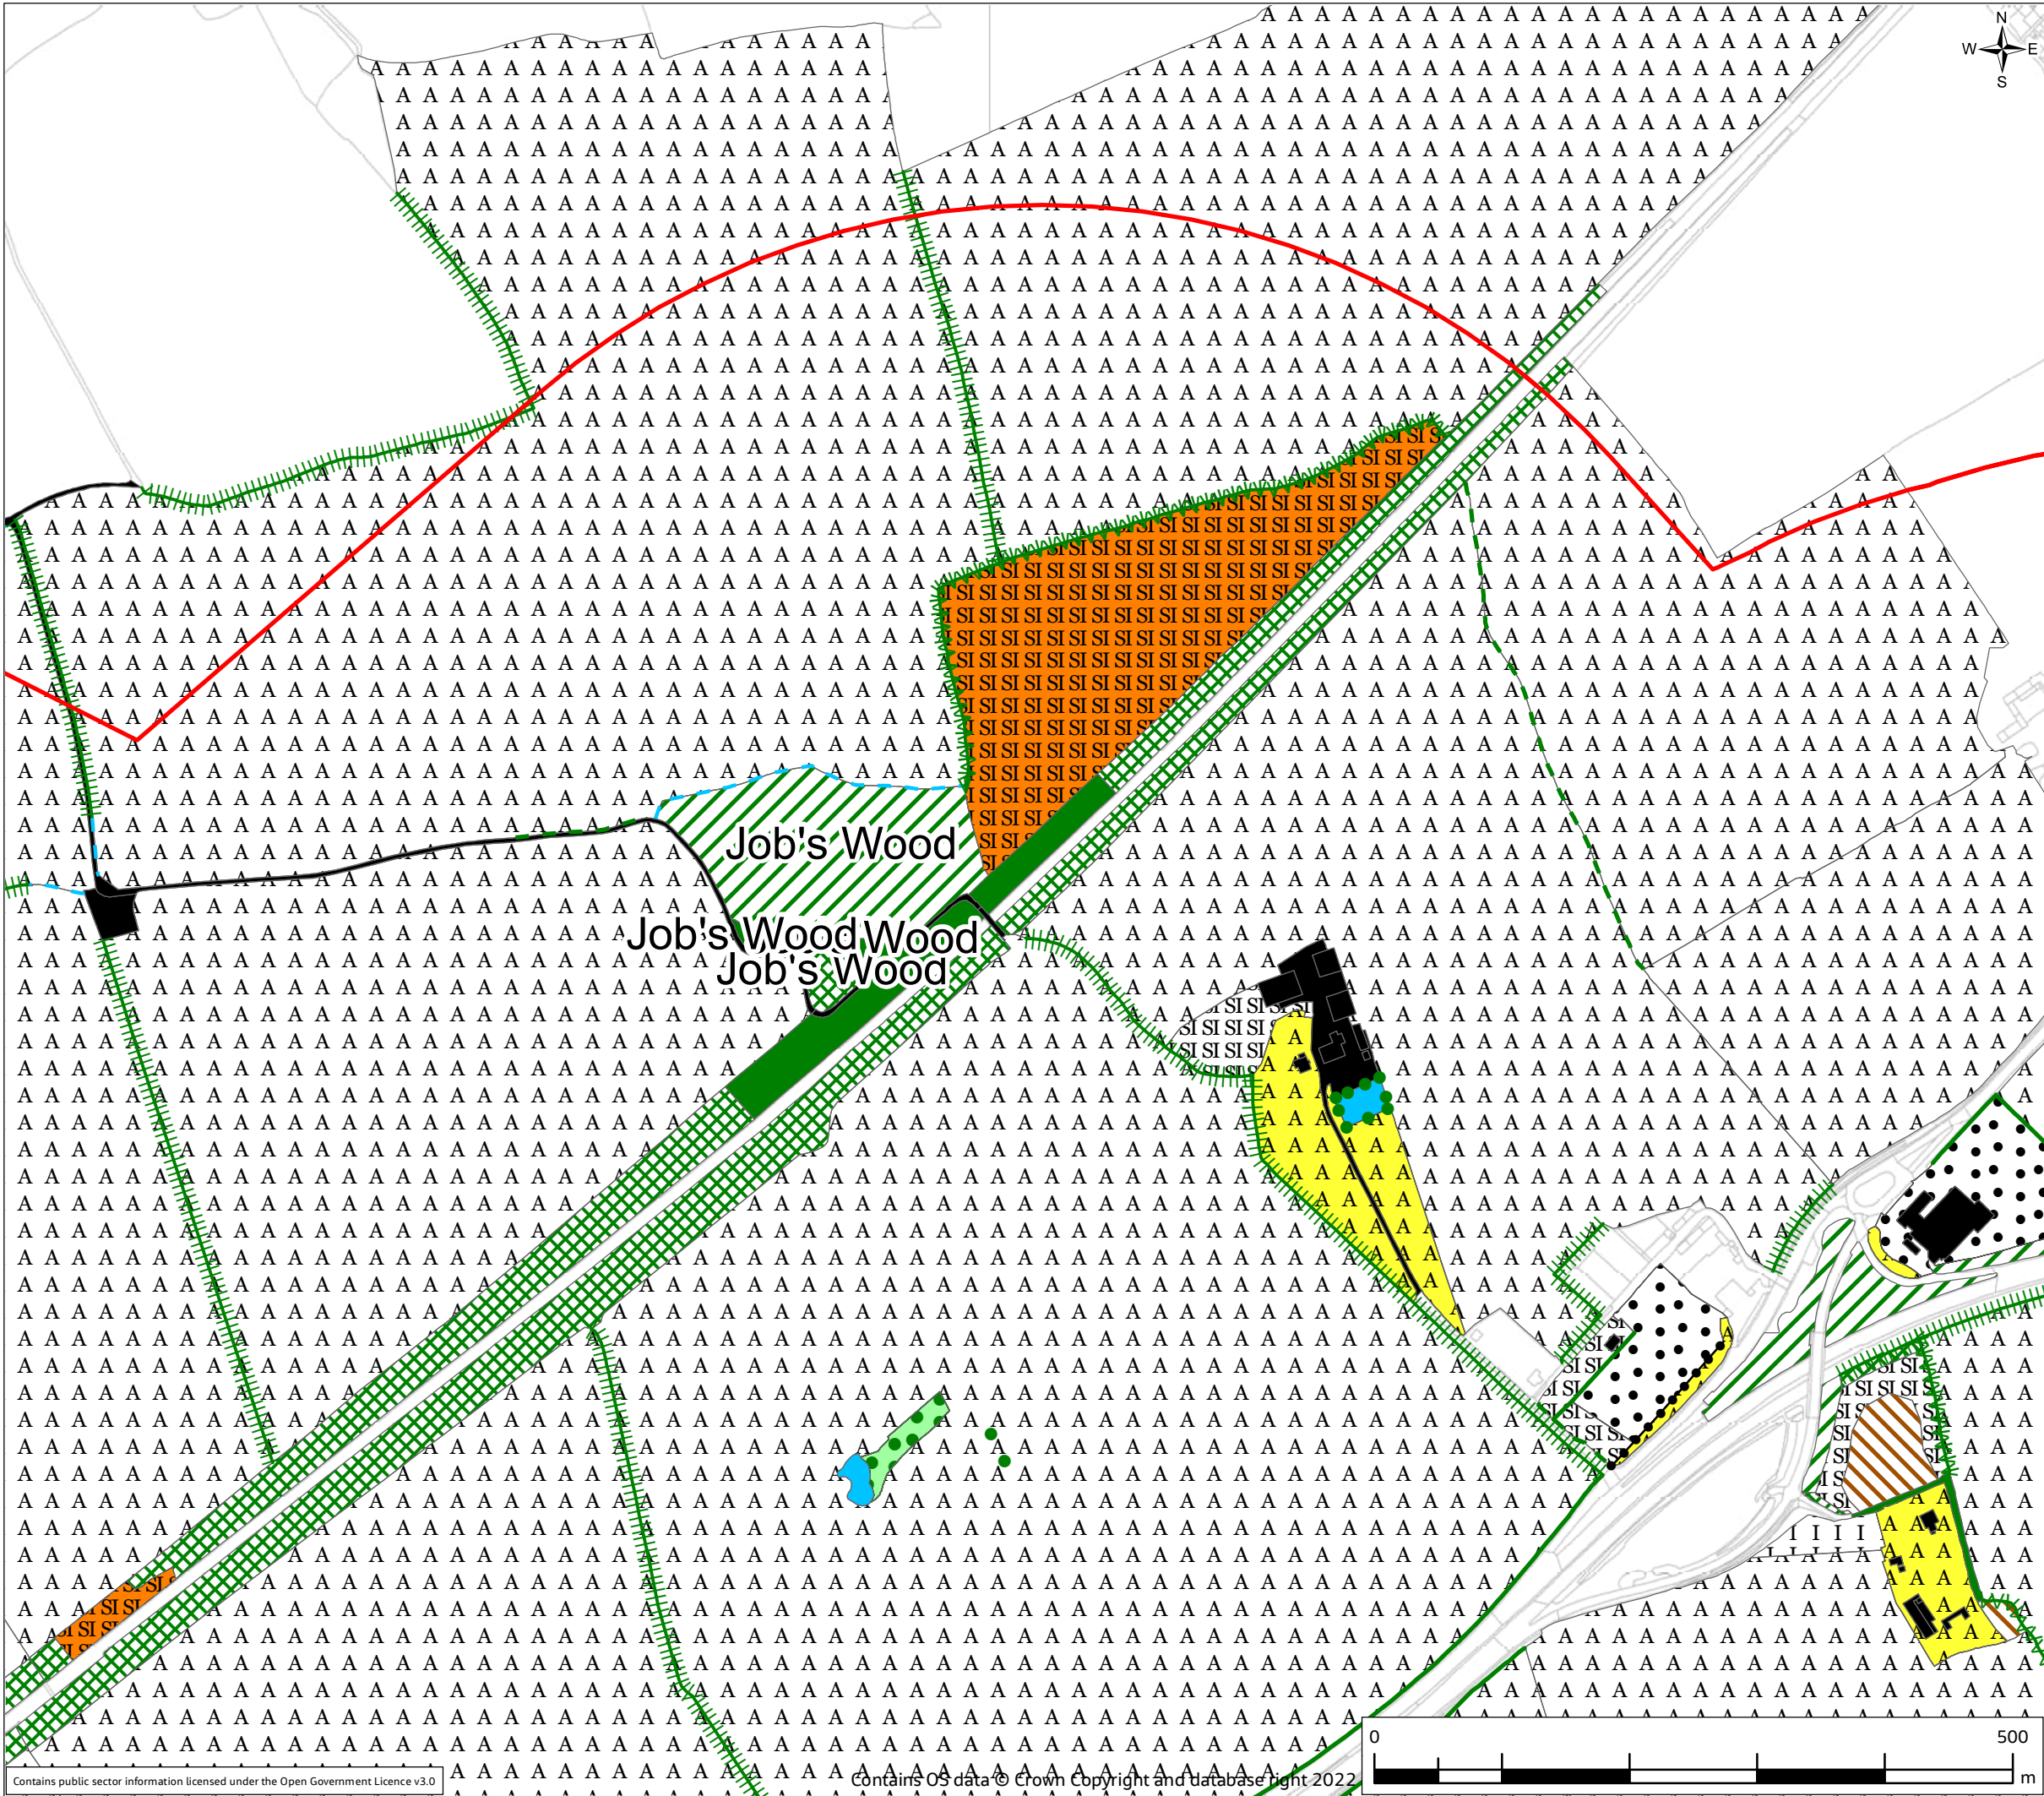 N
W E
S
Job's Wood
Job's Wood Wood
Job's Wood
0 500
m
Contains public sector information licensed under the Open Government Licence v3.0
Contains OS data © Crown Copyright and database right 2022